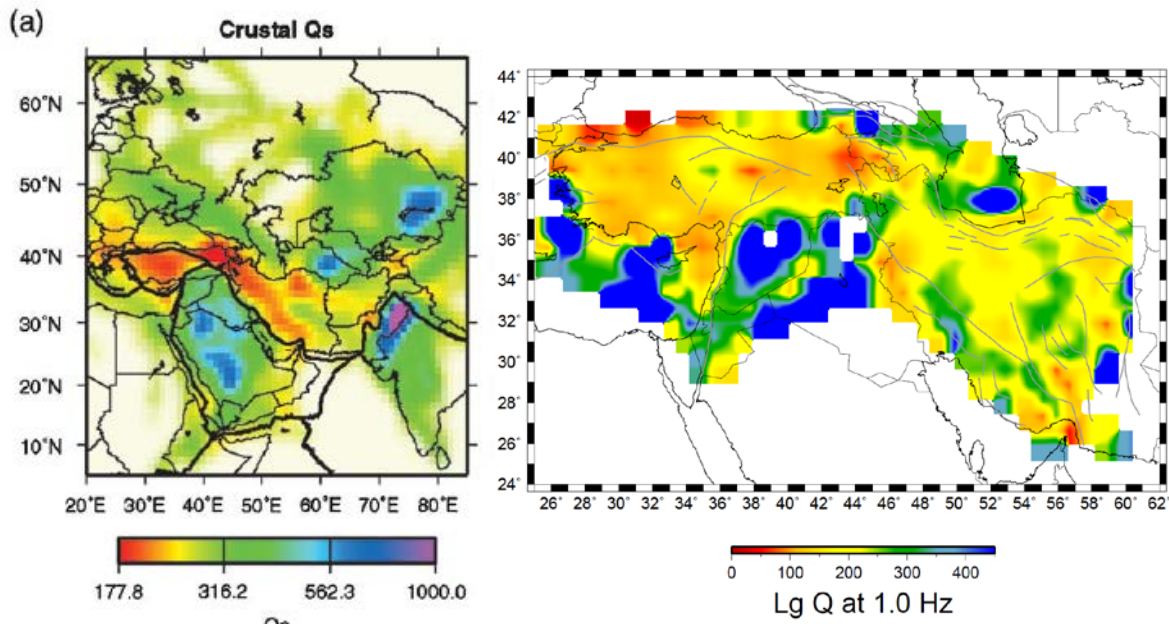 (a)
Crustal Qs
60°N
50°N
40°N
30°N
20°N
10°N
20°E 30°E 40°E 50°E 60°E 70°E 80°E
177.8 316.2 562.3 1000.0
Qs
44°
42°
40°
38°
36°
34°
32°
30°
28°
26°
24°
26° 28° 30° 32° 34° 36° 38° 40° 42° 44° 46° 48° 50° 52° 54° 56° 58° 60° 62°
0 100 200 300 400
Lg Q at 1.0 Hz